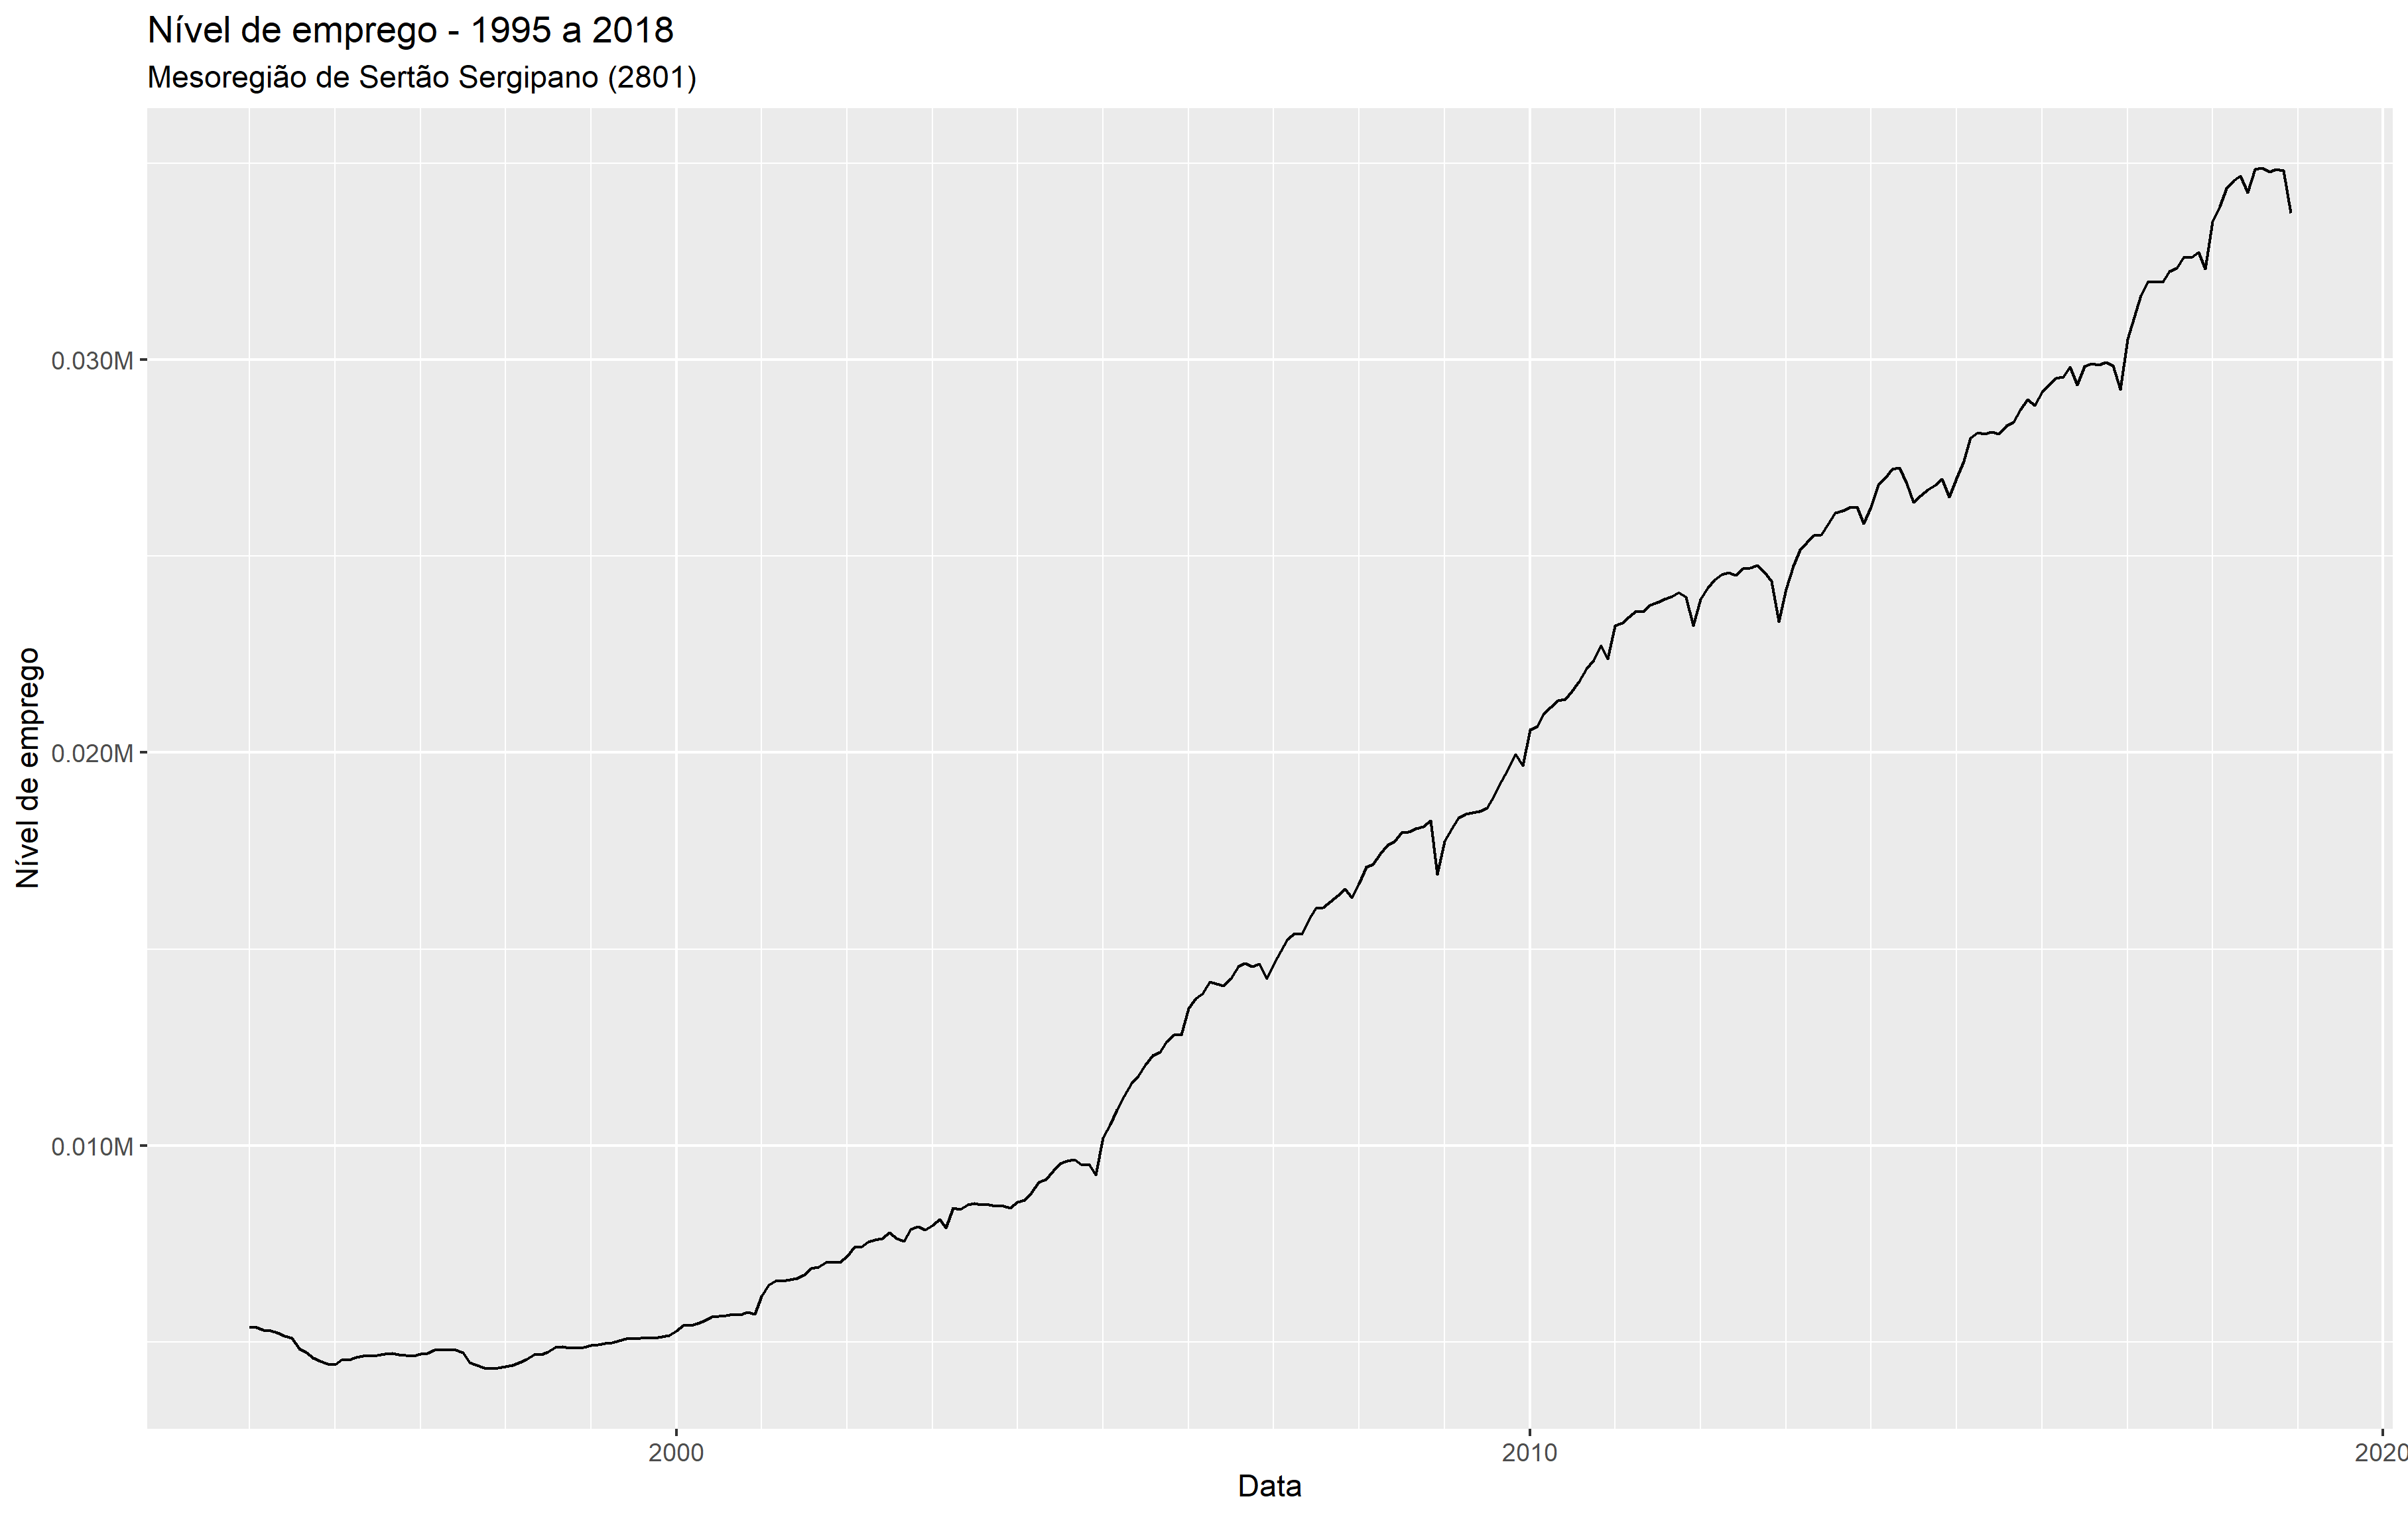 Nível de emprego - 1995 a 2018
Mesoregião de Sertão Sergipano (2801)
Nível de emprego
0.030M
0.020M
0.010M
2000
2010
2020
Data